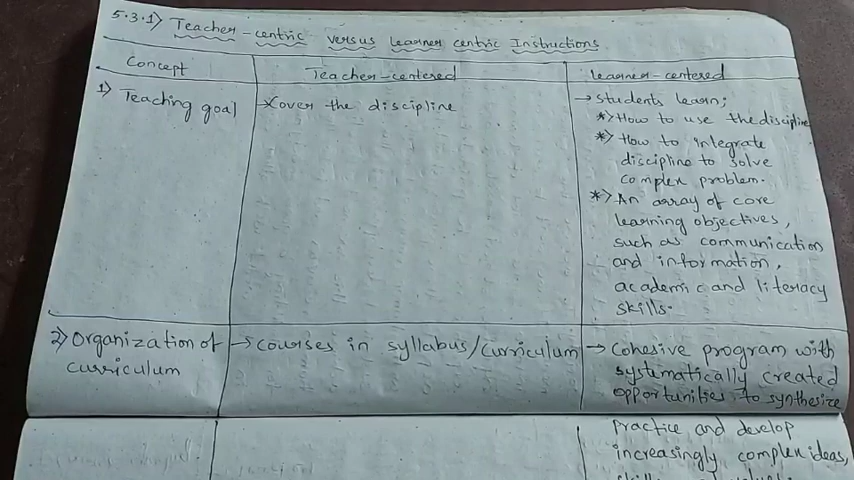 5.3.1) Teacher-centric versus learner centric Instructions
Concept
Teacher-centered
Learner-centered
1) Teaching goal
→ Cover the discipline
→ Students learn;
*) How to use the discipline
*) How to integrate
discipline to solve
complex problem.
*) An array of core
learning objectives,
such as communication
and information,
academic and literacy
skills.
2) Organization of
curriculum
→ Courses in syllabus/curriculum
→ Cohesive program with
systematically created
opportunities to synthesize
practice and develop
increasingly complex ideas,